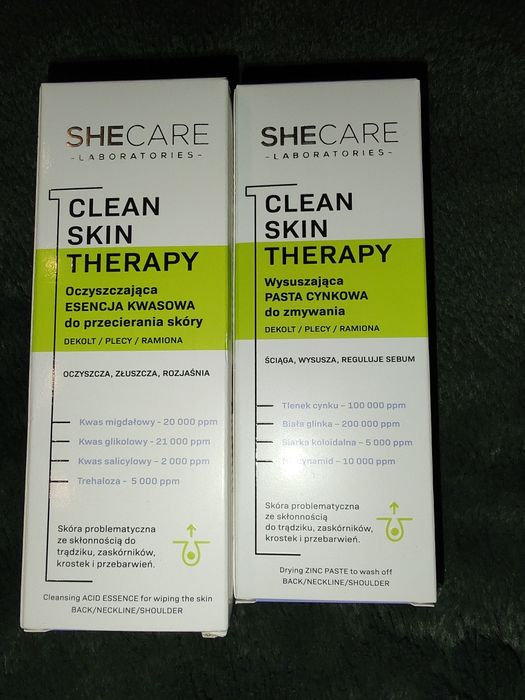 SHECARE
-LABORATORIES-
CLEAN
SKIN
THERAPY
Oczyszczająca
ESENCJA KWASOWA
do przecierania skóry
DEKOLT / PLECY / RAMIONA
OCZYSZCZA, ZŁUSZCZA, ROZJAŚNIA
Kwas migdałowy - 20 000 ppm
Kwas glikolowy - 21 000 ppm
Kwas salicylowy - 2 000 ppm
Trehaloza - 5 000 ppm
Skóra problematyczna
ze skłonnością do
trądziku, zaskórników,
krostek i przebarwień.
Cleansing ACID ESSENCE for wiping the skin
BACK/NECKLINE/SHOULDER
SHECARE
-LABORATORIES-
CLEAN
SKIN
THERAPY
Wysuszająca
PASTA CYNKOWA
do zmywania
DEKOLT / PLECY / RAMIONA
ŚCIĄGA, WYSUSZA, REGULUJE SEBUM
Tlenek cynku – 100 000 ppm
Biała glinka – 200 000 ppm
Siarka koloidalna – 5 000 ppm
– 10 000 ppm
Skóra problematyczna
ze skłonnością
do trądziku, zaskórników,
krostek i przebarwień.
Drying ZINC PASTE to wash off
BACK/NECKLINE/SHOULDER